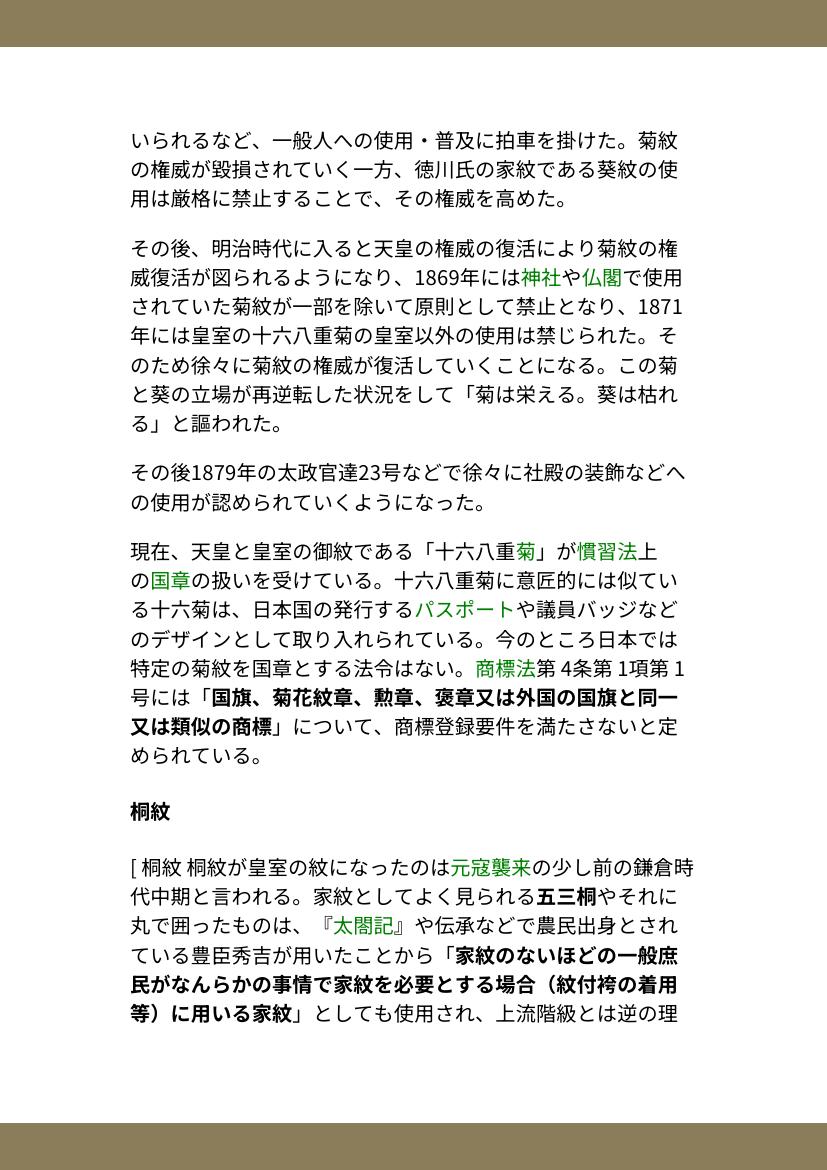 いられるなど、一般人への使用・普及に拍車を掛けた。菊紋
の権威が毀損されていく一方、徳川氏の家紋である葵紋の使
用は厳格に禁止することで、その権威を高めた。
その後、明治時代に入ると天皇の権威の復活により菊紋の権
威復活が図られるようになり、1869年には神社や仏閣で使用
されていた菊紋が一部を除いて原則として禁止となり、1871
年には皇室の十六八重菊の皇室以外の使用は禁じられた。そ
のため徐々に菊紋の権威が復活していくことになる。この菊
と葵の立場が再逆転した状況をして「菊は栄える。葵は枯れ
る」と謳われた。
その後1879年の太政官達23号などで徐々に社殿の装飾などへ
の使用が認められていくようになった。
現在、天皇と皇室の御紋である「十六八重菊」が慣習法上
の国章の扱いを受けている。十六八重菊に意匠的には似てい
る十六菊は、日本国の発行するパスポートや議員バッジなど
のデザインとして取り入れられている。今のところ日本では
特定の菊紋を国章とする法令はない。商標法第 4条第 1項第 1
号には「国旗、菊花紋章、勲章、褒章又は外国の国旗と同一
又は類似の商標」について、商標登録要件を満たさないと定
められている。
桐紋
[ 桐紋 桐紋が皇室の紋になったのは元寇襲来の少し前の鎌倉時
代中期と言われる。家紋としてよく見られる五三桐やそれに
丸で囲ったものは、『太閤記』や伝承などで農民出身とされ
ている豊臣秀吉が用いたことから「家紋のないほどの一般庶
民がなんらかの事情で家紋を必要とする場合（紋付袴の着用
等）に用いる家紋」としても使用され、上流階級とは逆の理